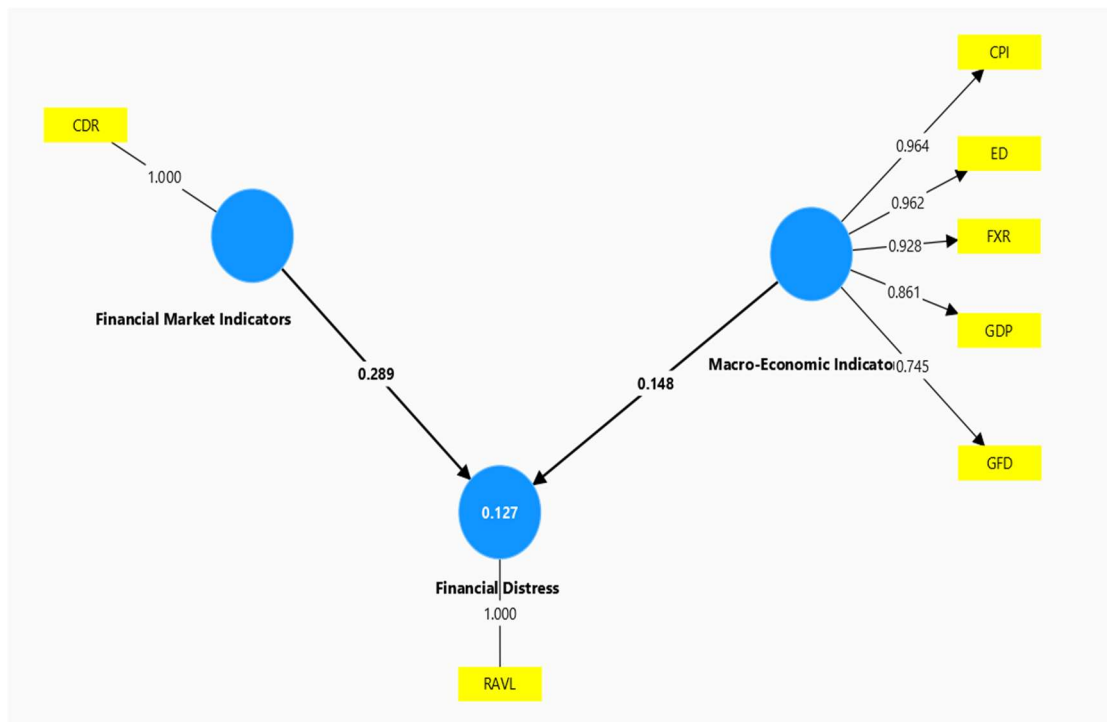 CPI
CDR
0.964
ED
1.000
0.962
FXR
0.928
0.861
GDP
Financial Market Indicators
Macro-Economic Indicato
0.745
0.289
0.148
GFD
0.127
Financial Distress
1.000
RAVL